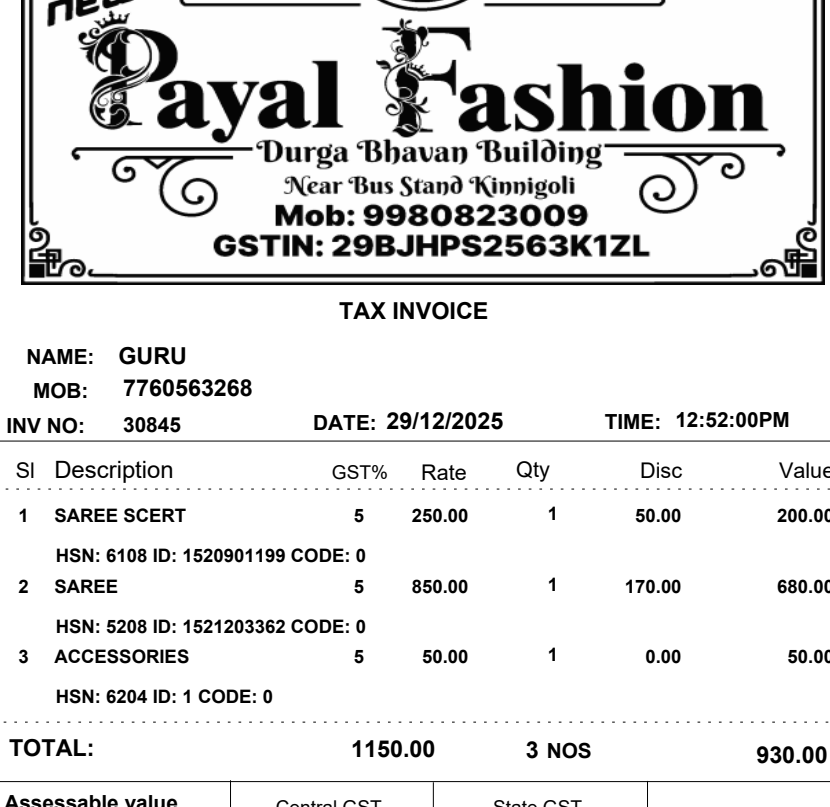 new
Payal Fashion
Durga Bhavan Building
Near Bus Stand Kinnigoli
Mob: 9980823009
GSTIN: 29BJHPS2563K1ZL
TAX INVOICE
NAME: GURU
MOB: 7760563268
INV NO: 30845 DATE: 29/12/2025 TIME: 12:52:00PM
Sl Description GST% Rate Qty Disc Value
1 SAREE SCERT 5 250.00 1 50.00 200.00
HSN: 6108 ID: 1520901199 CODE: 0
2 SAREE 5 850.00 1 170.00 680.00
HSN: 5208 ID: 1521203362 CODE: 0
3 ACCESSORIES 5 50.00 1 0.00 50.00
HSN: 6204 ID: 1 CODE: 0
TOTAL: 1150.00 3 NOS 930.00
Assessable value Central GST State GST